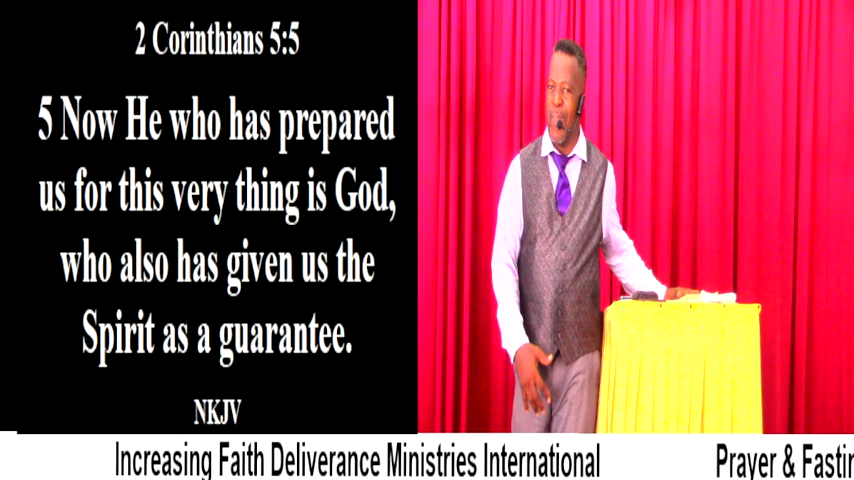 2 Corinthians 5:5
5 Now He who has prepared
us for this very thing is God,
who also has given us the
Spirit as a guarantee.
NKJV
Increasing Faith Deliverance Ministries International
Prayer &